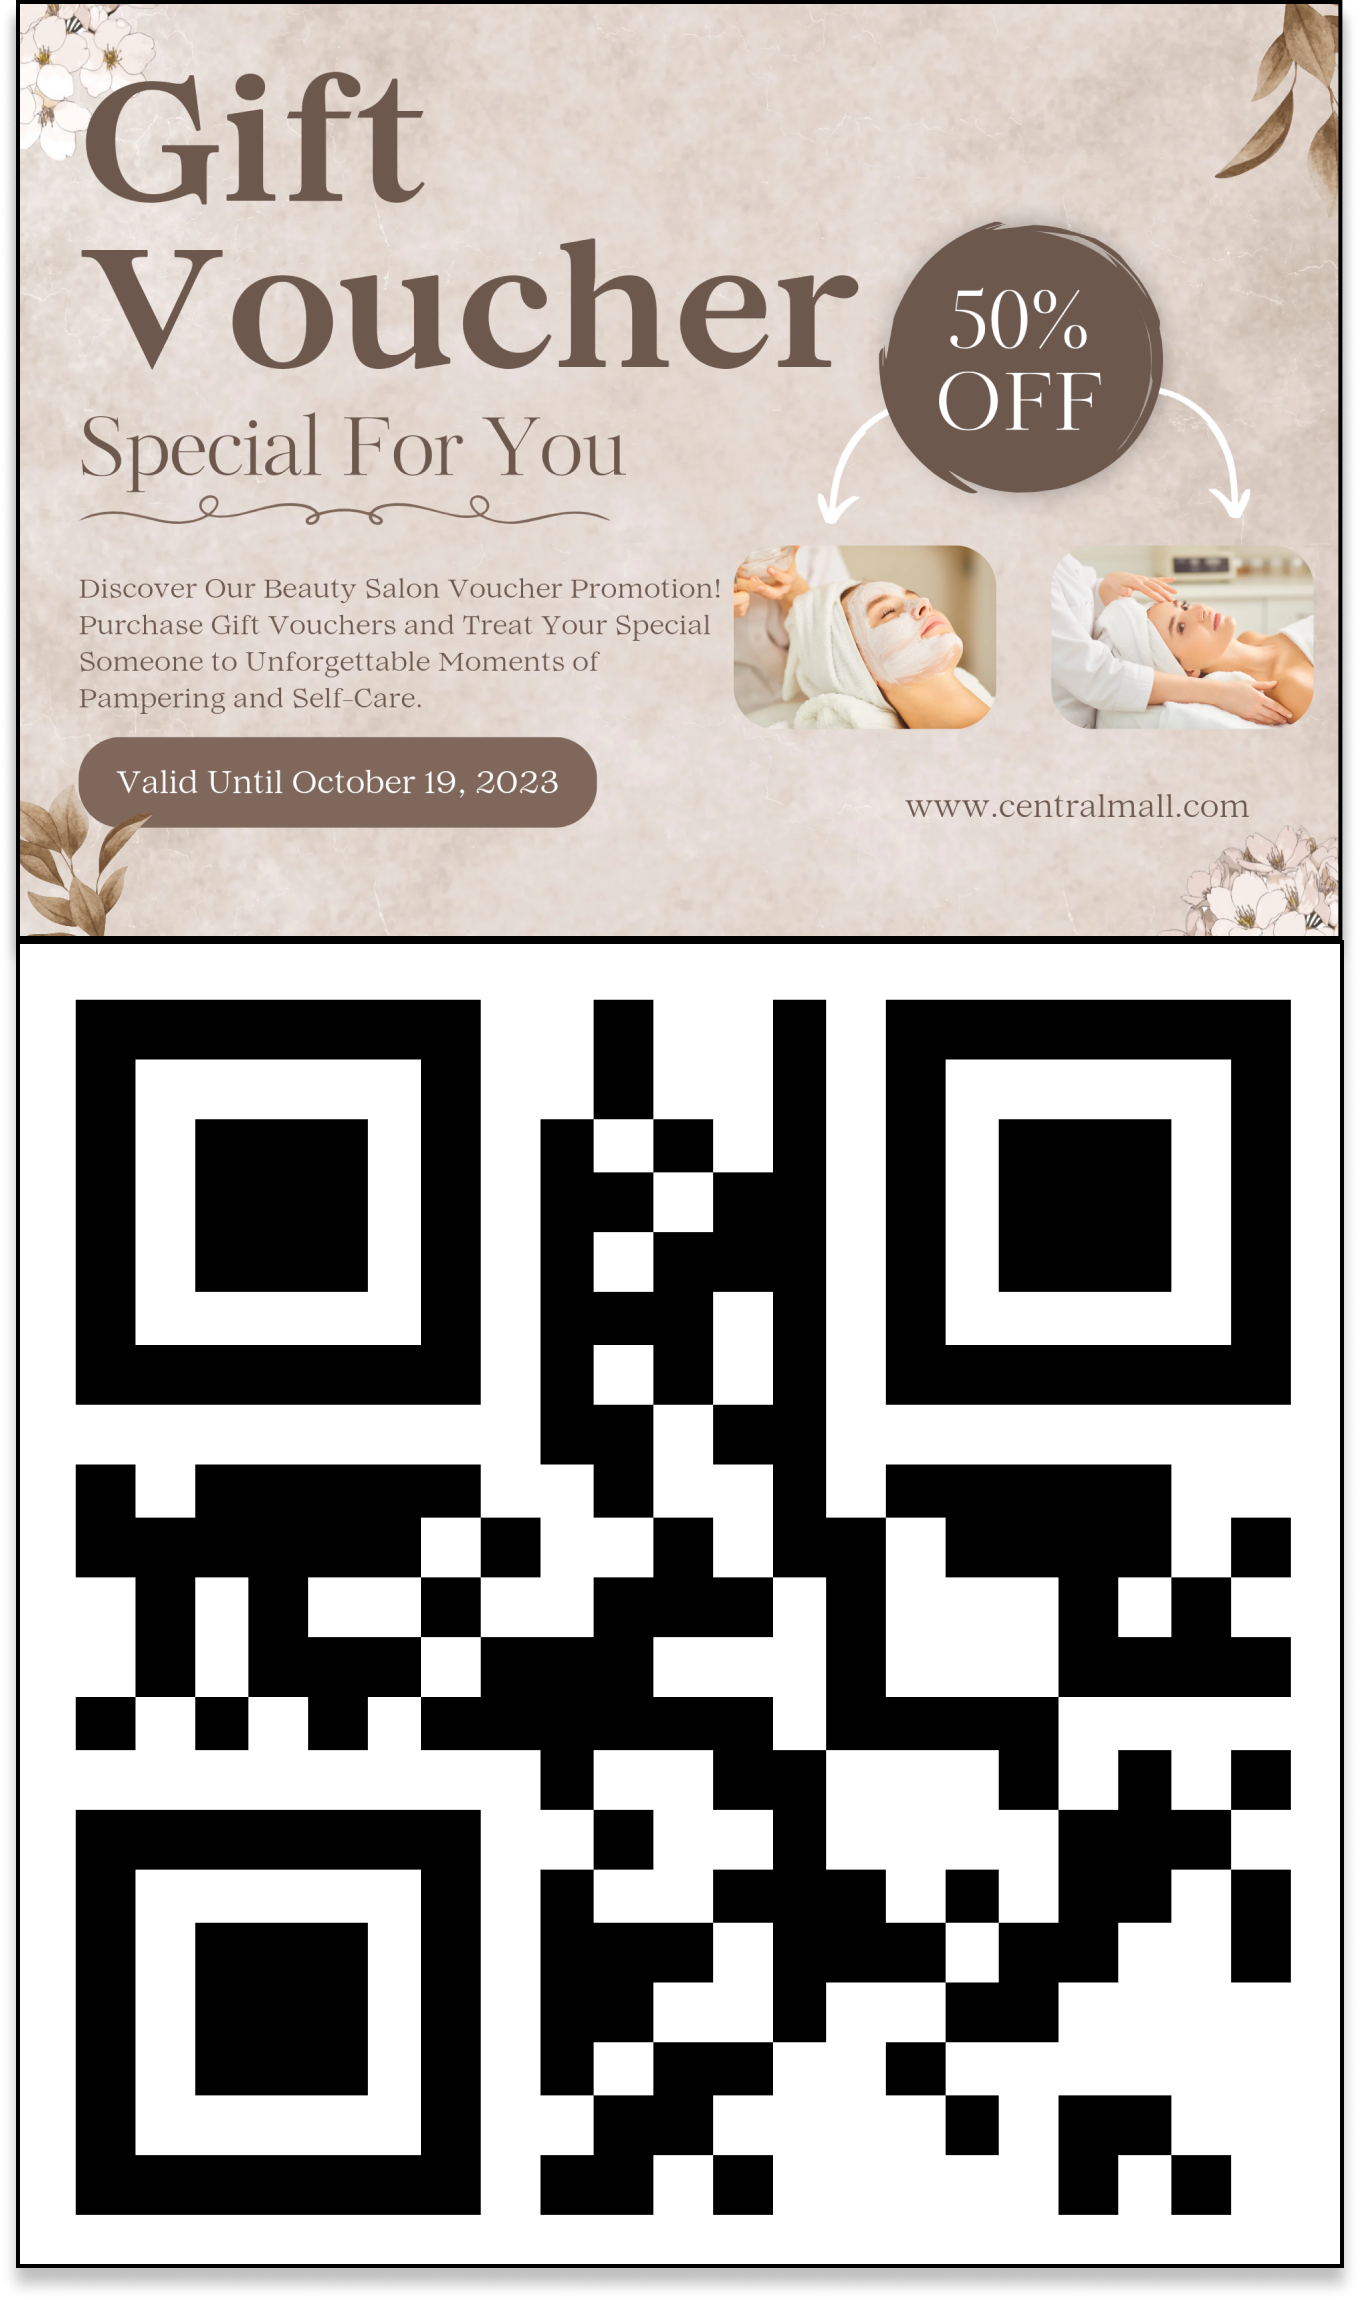 Gift
Voucher
Special For You
50%
OFF
Discover Our Beauty Salon Voucher Promotion!
Purchase Gift Vouchers and Treat Your Special
Someone to Unforgettable Moments of
Pampering and Self-Care.
Valid Until October 19, 2023
www.centralmall.com